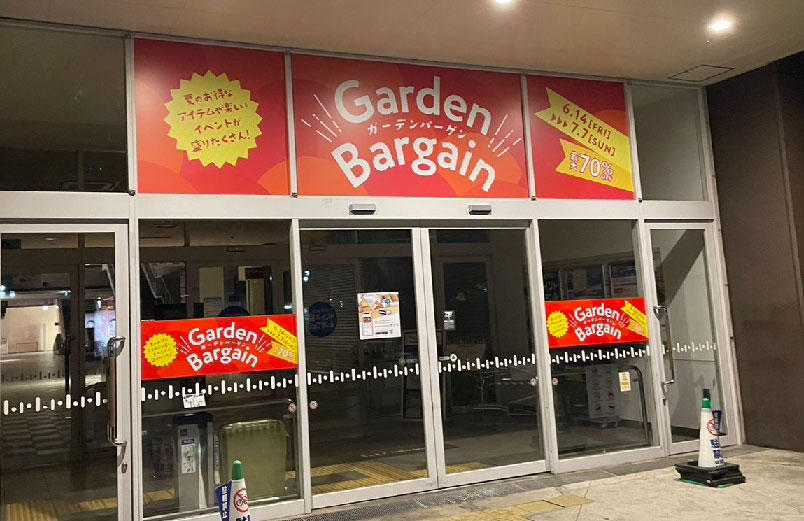 夏のお得な
アイテムや楽しい
イベントが
盛りだくさん!
Garden
ガーデンバーゲン
Bargain
6.14[FRI]
▶▶▶7.7[SUN]
最大70%OFF
Garden
ガーデンバーゲン
Bargain
Garden
ガーデンバーゲン
Bargain